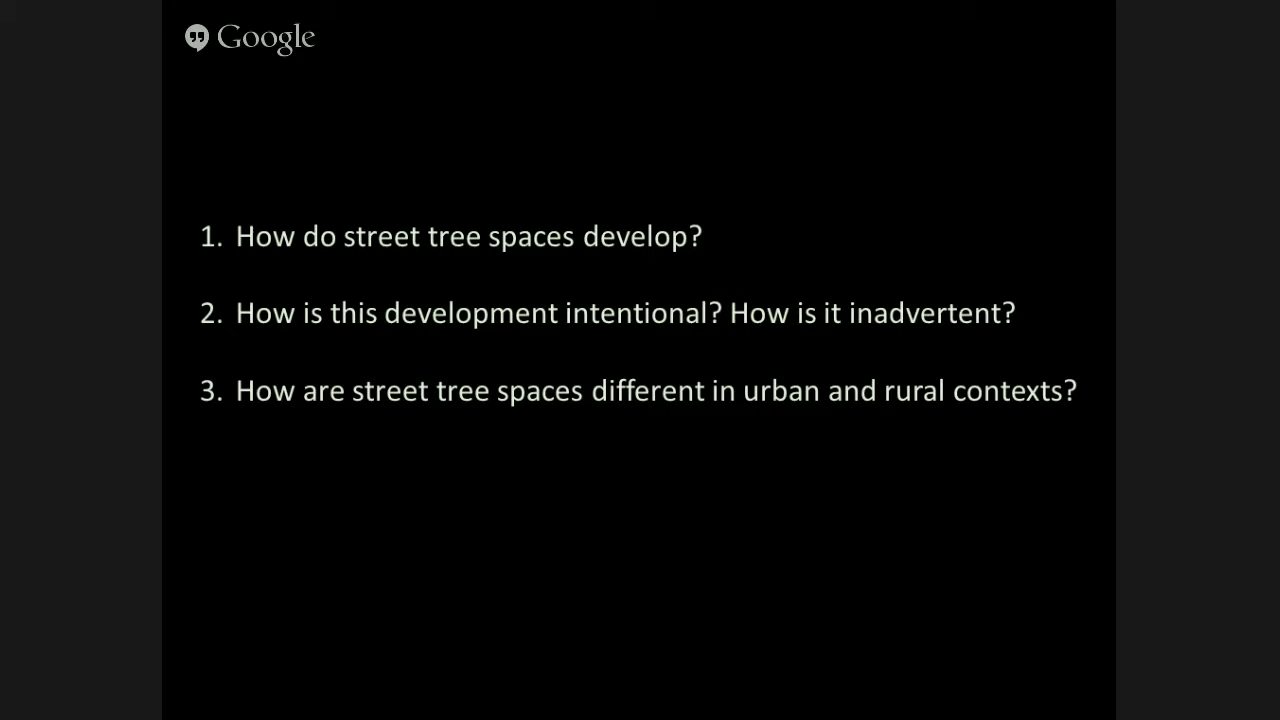 Google
1. How do street tree spaces develop?
2. How is this development intentional? How is it inadvertent?
3. How are street tree spaces different in urban and rural contexts?